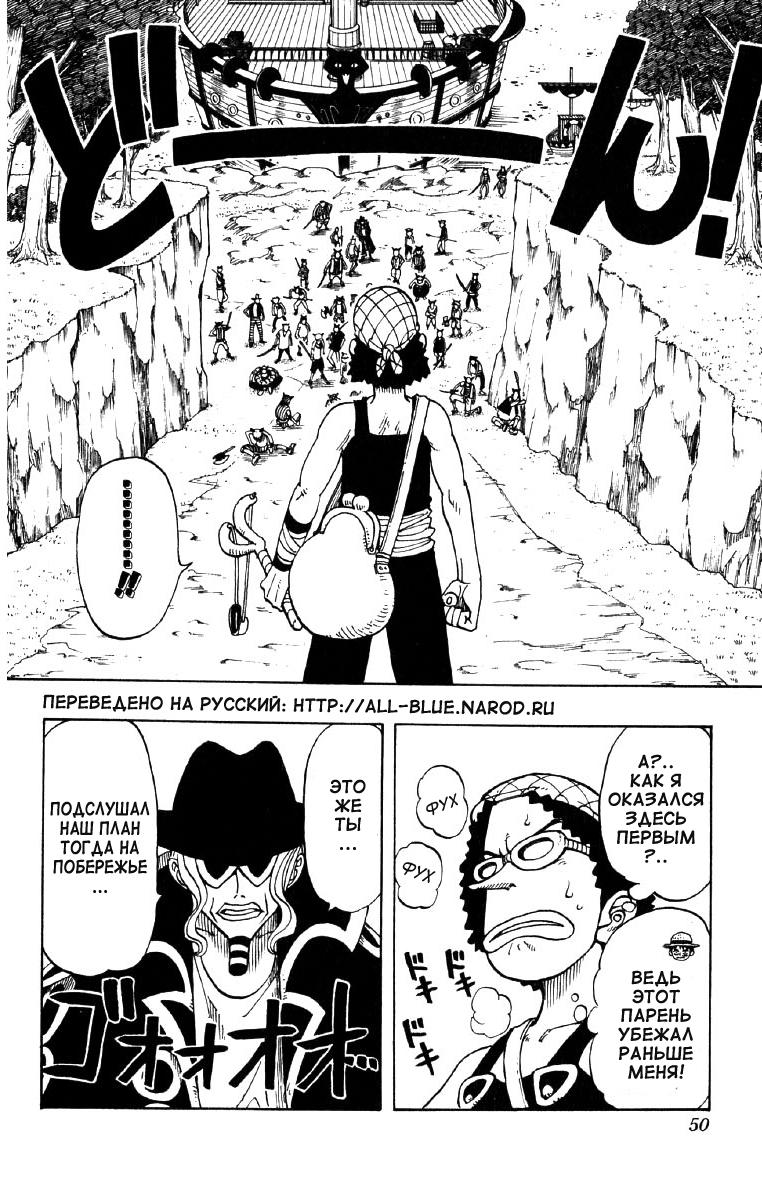 どーん!
...........!!
ПЕРЕВЕДЕНО НА РУССКИЙ: HTTP://ALL-BLUE.NAROD.RU
А?..
КАК Я
ОКАЗАЛСЯ
ЗДЕСЬ
ПЕРВЫМ
?..
ФУХ
ФУХ
ВЕДЬ
ЭТОТ
ПАРЕНЬ
УБЕЖАЛ
РАНЬШЕ
МЕНЯ!
ドキ
ドキ
ドキ
ЭТО
ЖЕ
ТЫ
...
ПОДСЛУШАЛ
НАШ ПЛАН
ТОГДА НА
ПОБЕРЕЖЬЕ
...
ゴオォオオ...
50